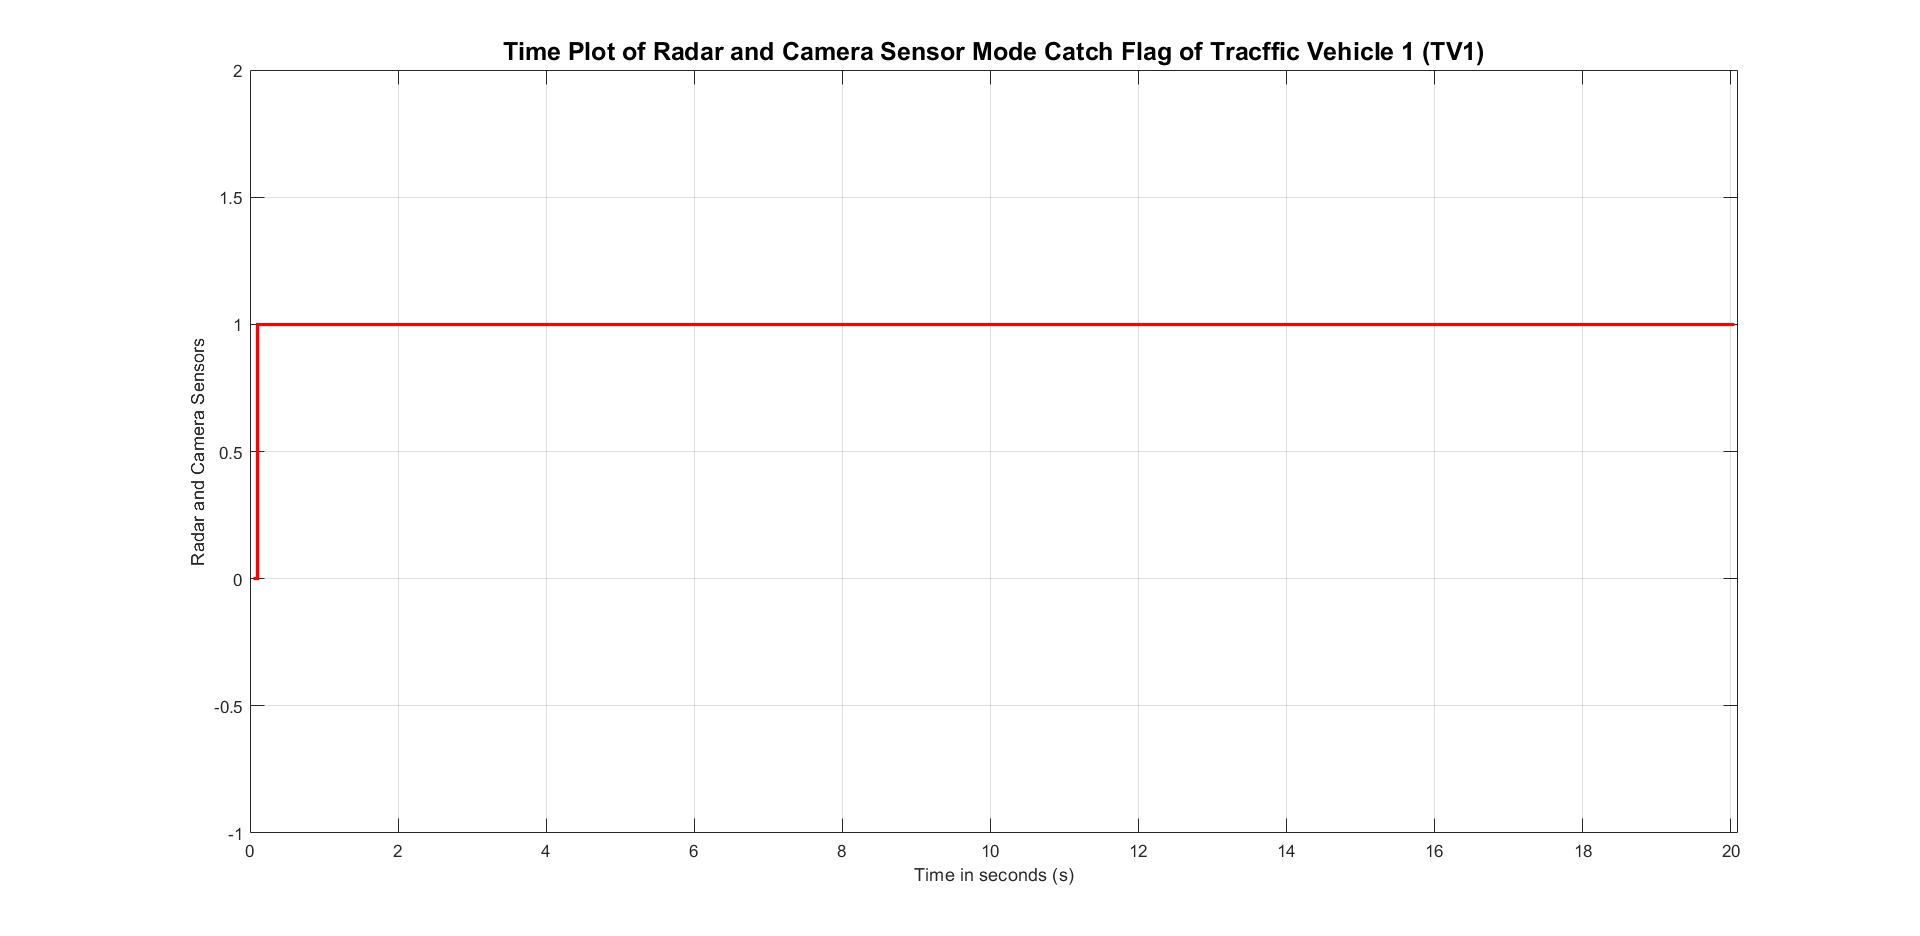 Time Plot of Radar and Camera Sensor Mode Catch Flag of Tracffic Vehicle 1 (TV1)
2
1.5
1
0.5
0
-0.5
-1
Radar and Camera Sensors
0 2 4 6 8 10 12 14 16 18 20
Time in seconds (s)